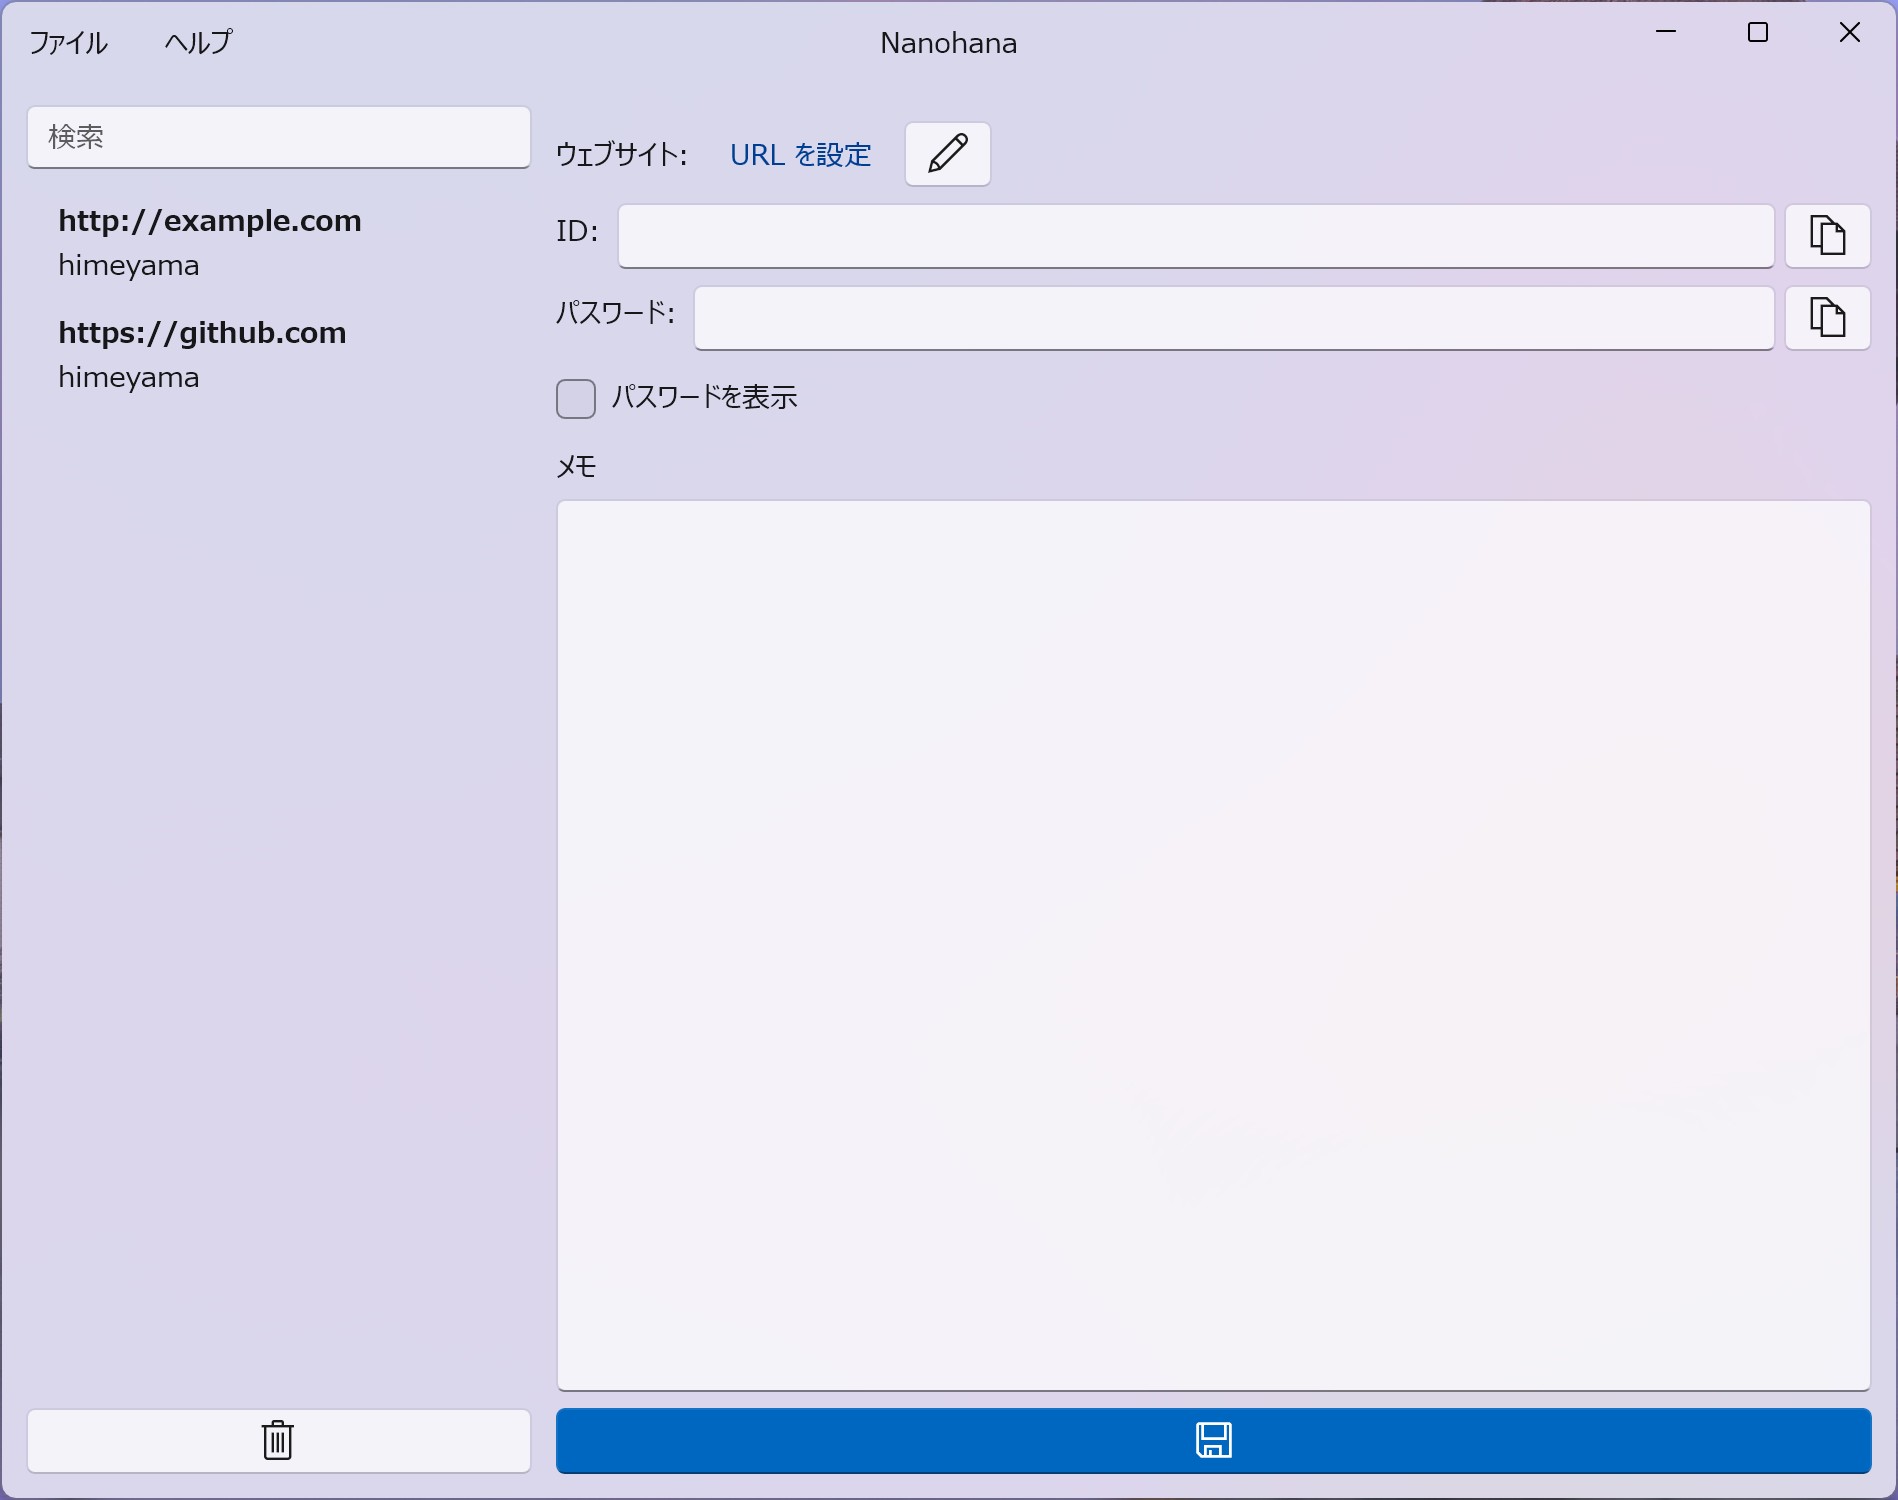 ファイル ヘルプ Nanohana
検索
http://example.com
himeyama
https://github.com
himeyama
ウェブサイト: URL を設定
ID:
パスワード:
パスワードを表示
メモ